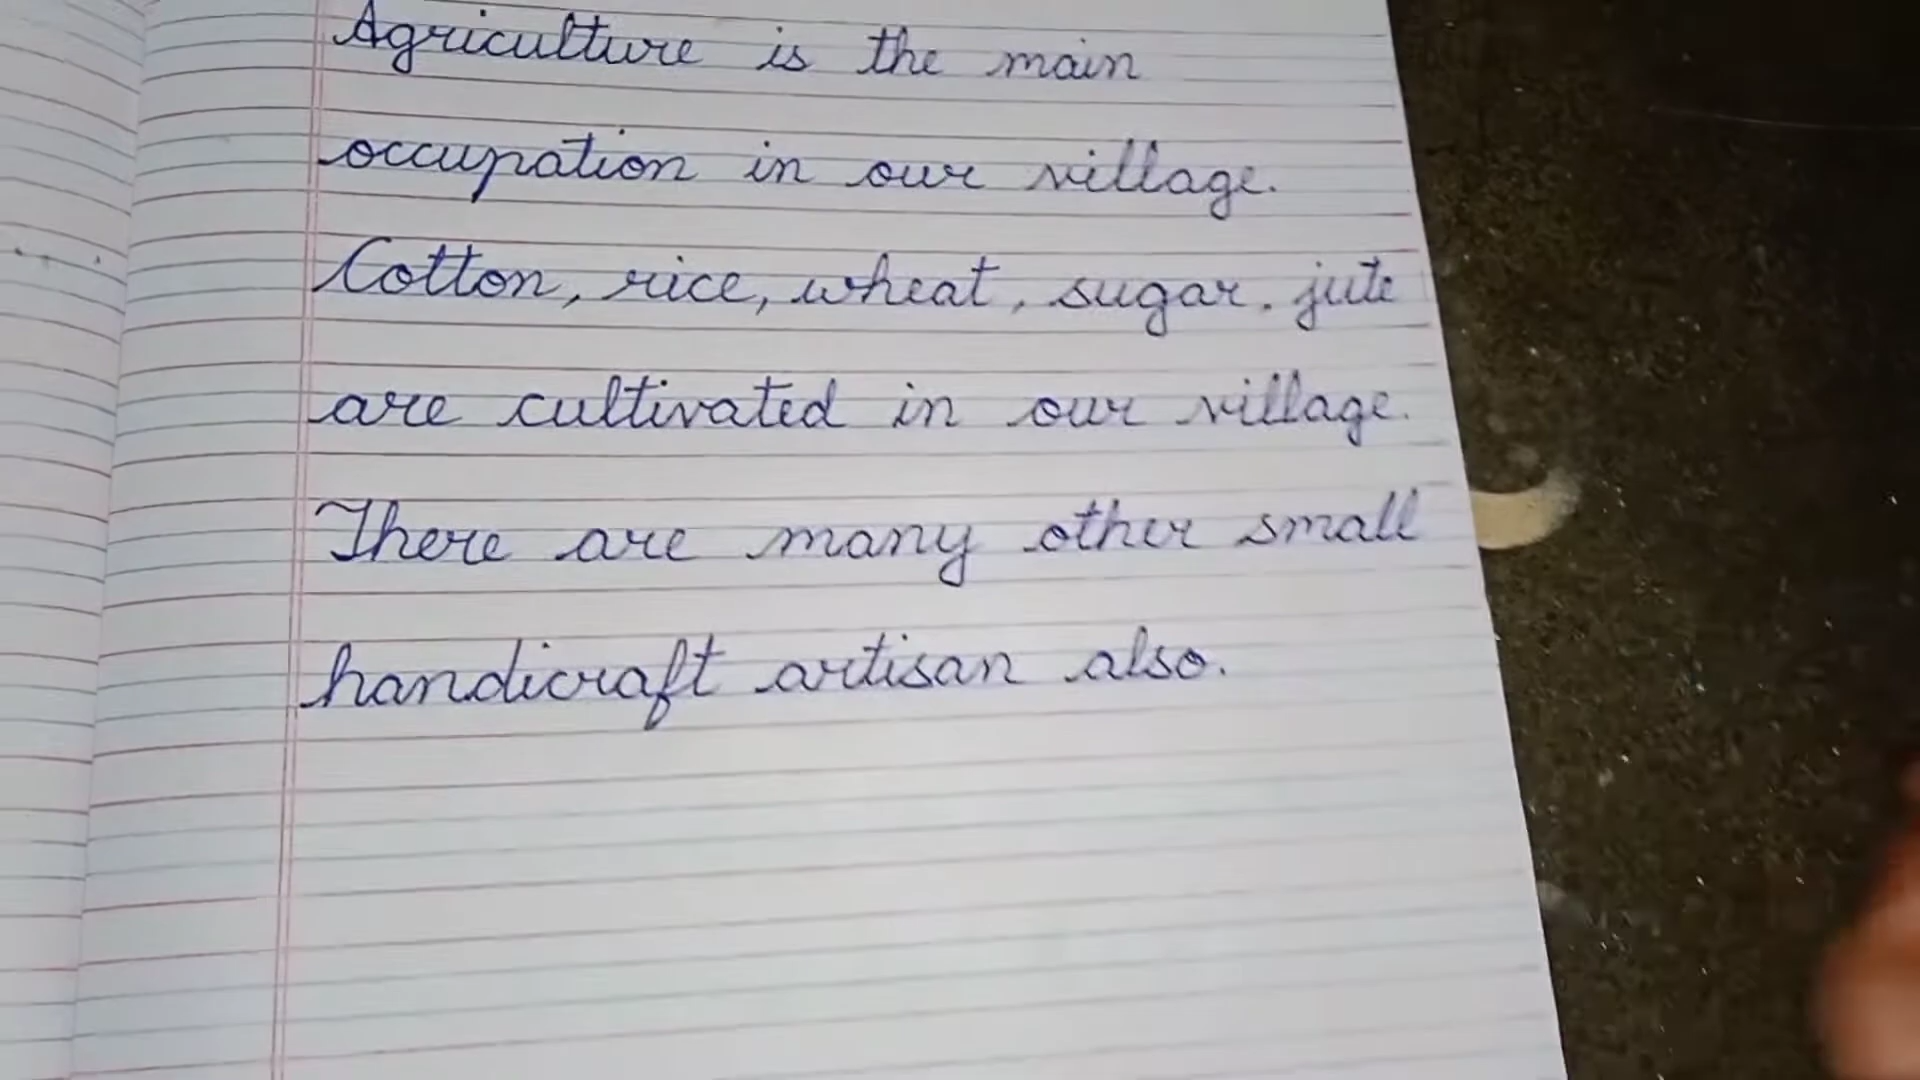 Agriculture is the main
occupation in our village.
Cotton, rice, wheat, sugar. jute
are cultivated in our village.
There are many other small
handicraft artisan also.